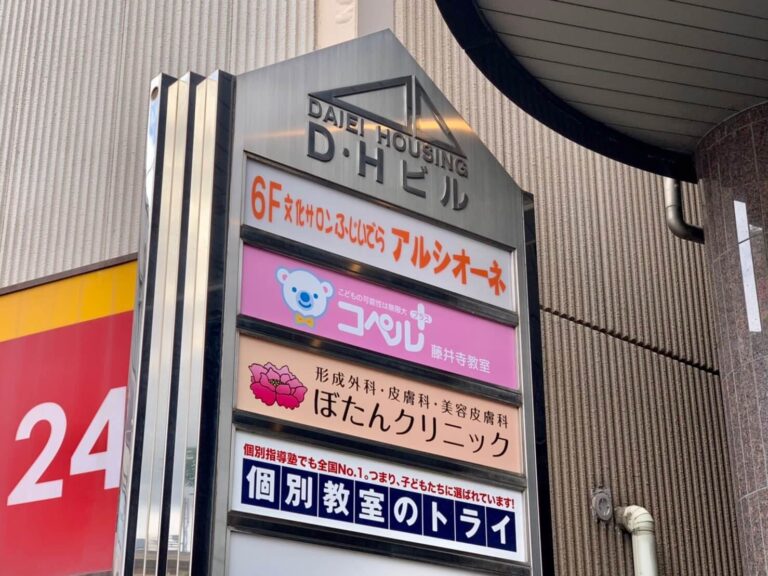 DAIEI HOUSING
D・Hビル
6F 文化サロンふじいでら アルシオーネ
こどもの可能性は無限大
コペルプラス
藤井寺教室
形成外科・皮膚科・美容皮膚科
ぼたんクリニック
個別指導塾でも全国No.1。つまり、子どもたちに選ばれています!
個別教室のトライ
24